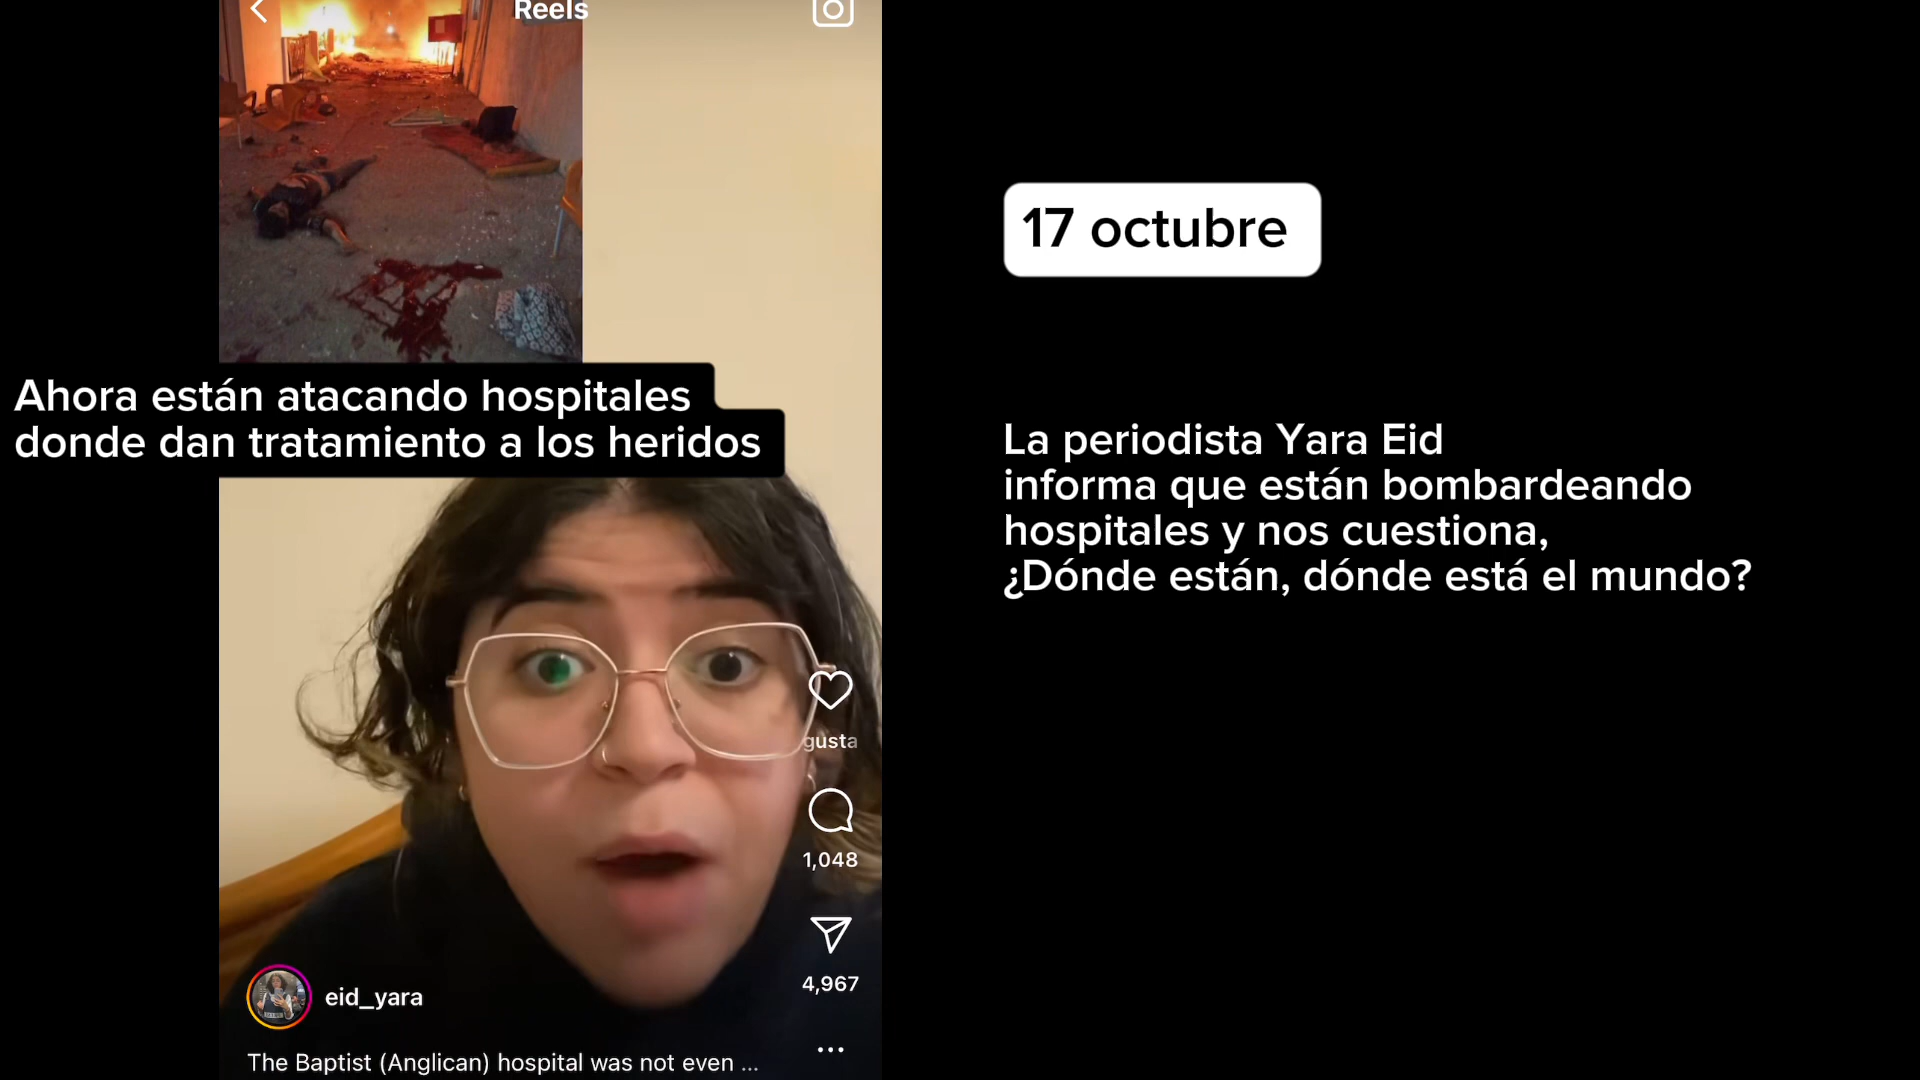 Reels
Ahora están atacando hospitales
donde dan tratamiento a los heridos
gusta
1,048
4,967
eid_yara
The Baptist (Anglican) hospital was not even ...
17 octubre
La periodista Yara Eid
informa que están bombardeando
hospitales y nos cuestiona,
¿Dónde están, dónde está el mundo?